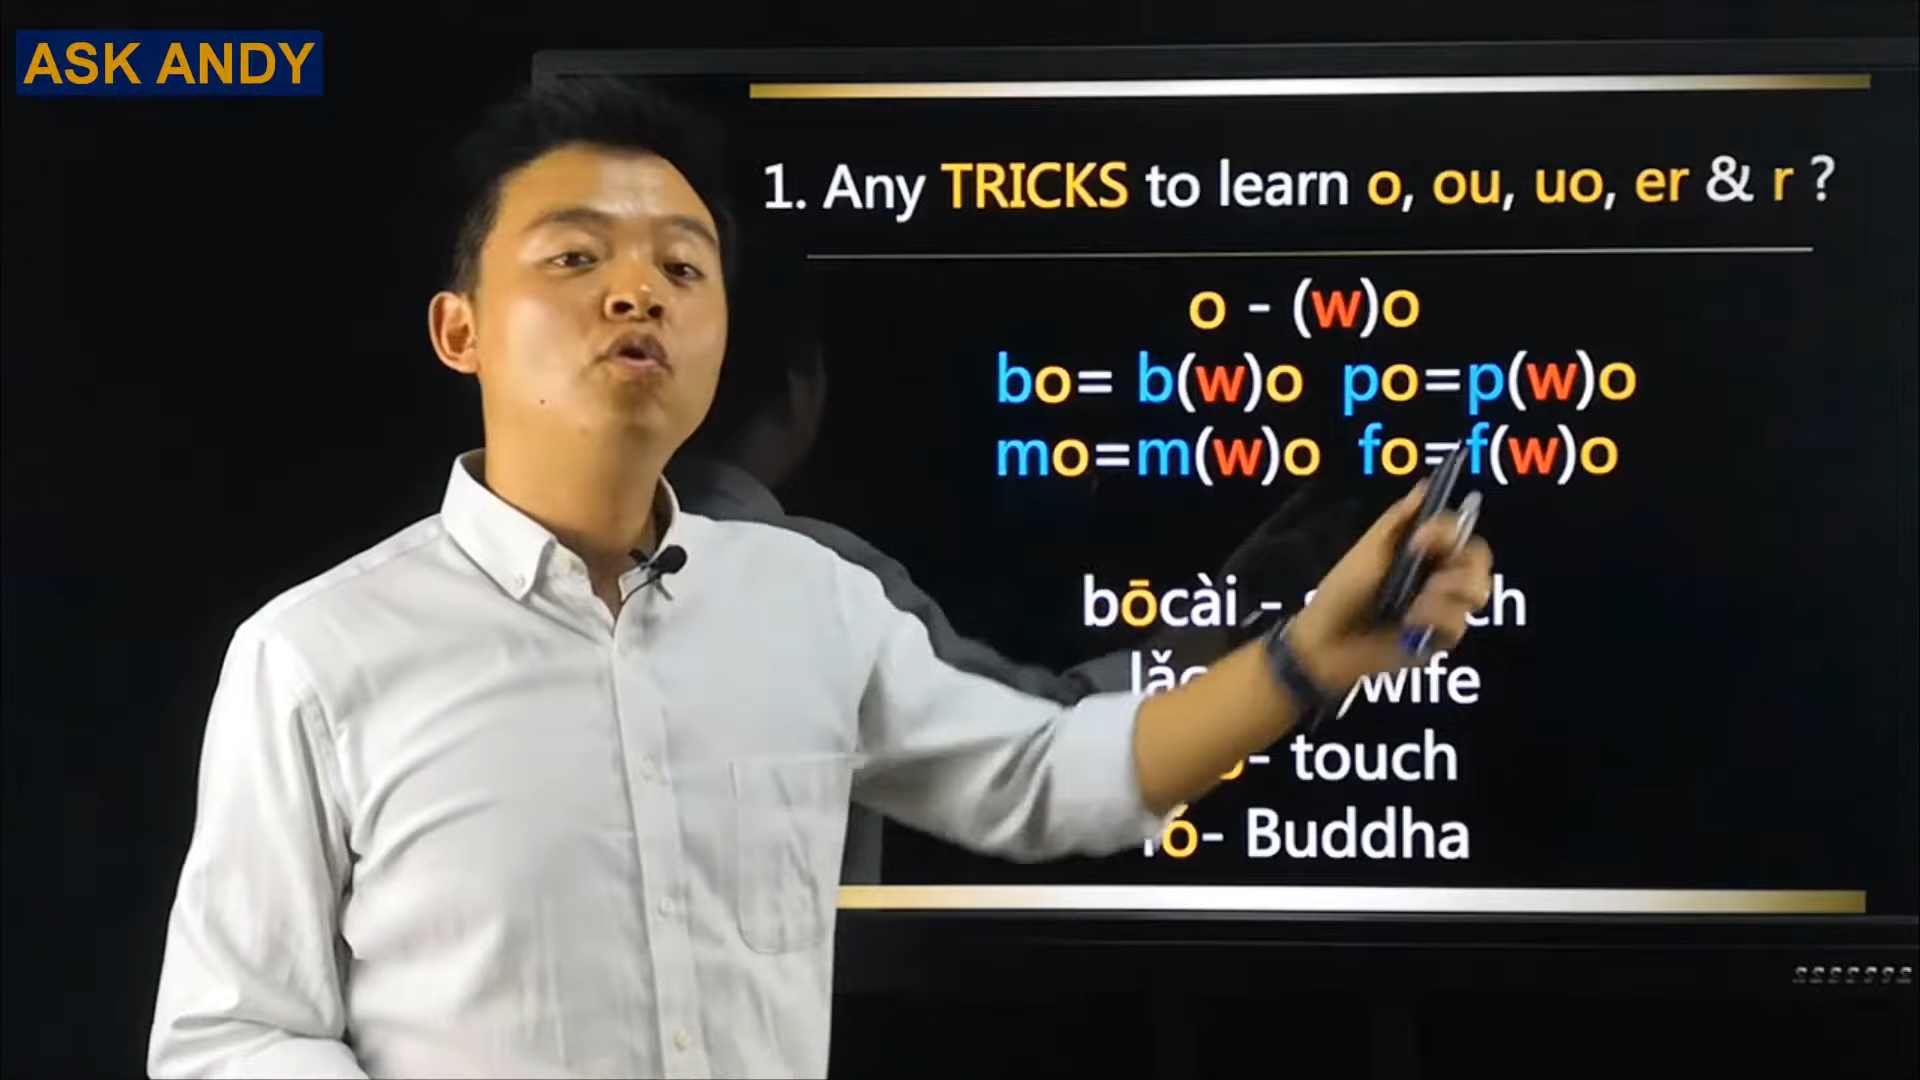 ASK ANDY
1. Any TRICKS to learn o, ou, uo, er & r ?
o - (w)o
bo= b(w)o po=p(w)o
mo=m(w)o fo=f(w)o
bōcài -
wife
- touch
- Buddha